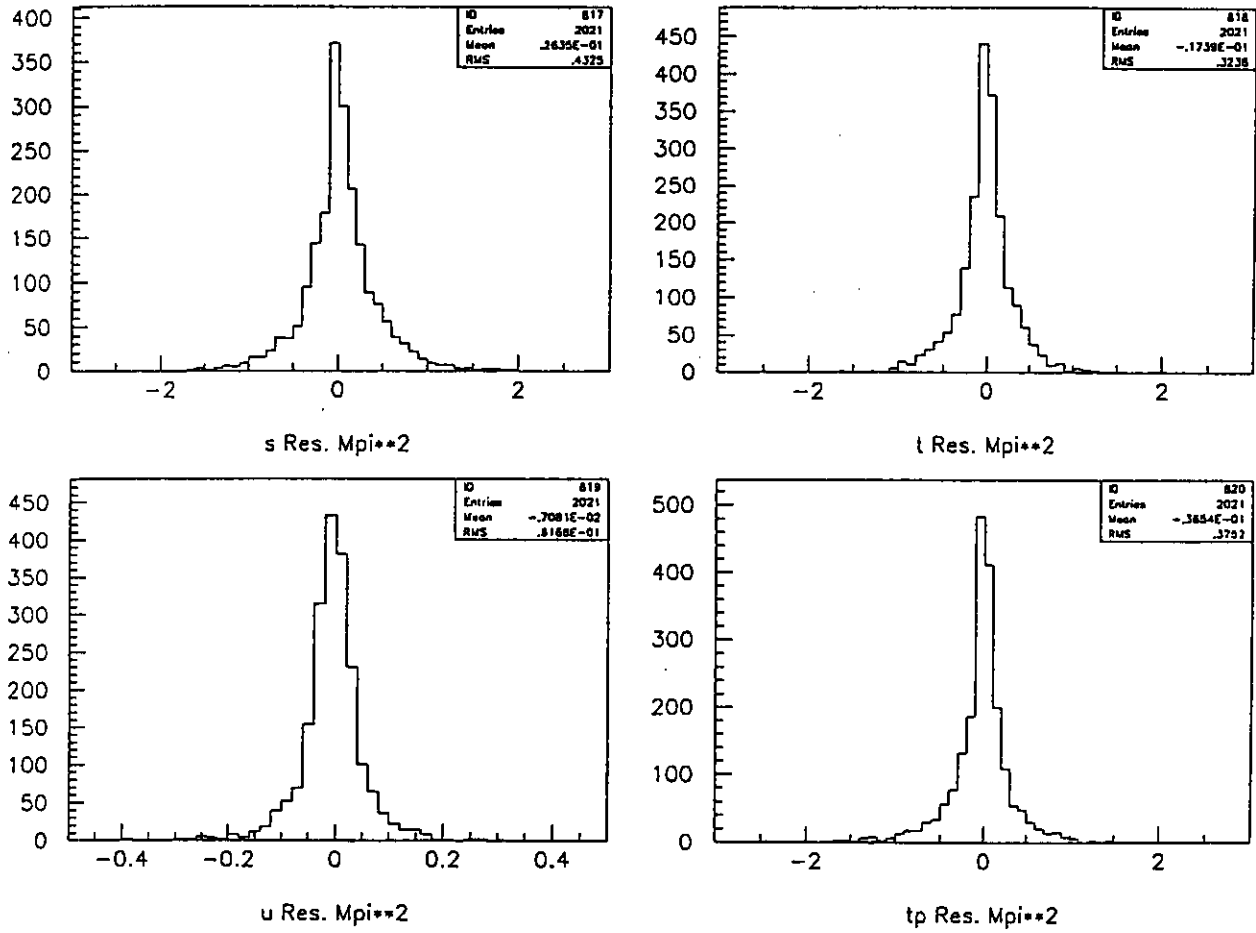 ID 817
Entries 2021
Mean .2635E-01
RMS .4325
400
350
300
250
200
150
100
50
0
-2 0 2
s Res. Mpi**2
ID 818
Entries 2021
Mean -.1739E-01
RMS .3236
450
400
350
300
250
200
150
100
50
0
-2 0 2
t Res. Mpi**2
ID 819
Entries 2021
Mean -.7081E-02
RMS
450
400
350
300
250
200
150
100
50
0
-0.4 -0.2 0 0.2 0.4
u Res. Mpi**2
ID 820
Entries 2021
Mean -.3654E-01
RMS .3752
500
400
300
200
100
0
-2 0 2
tp Res. Mpi**2